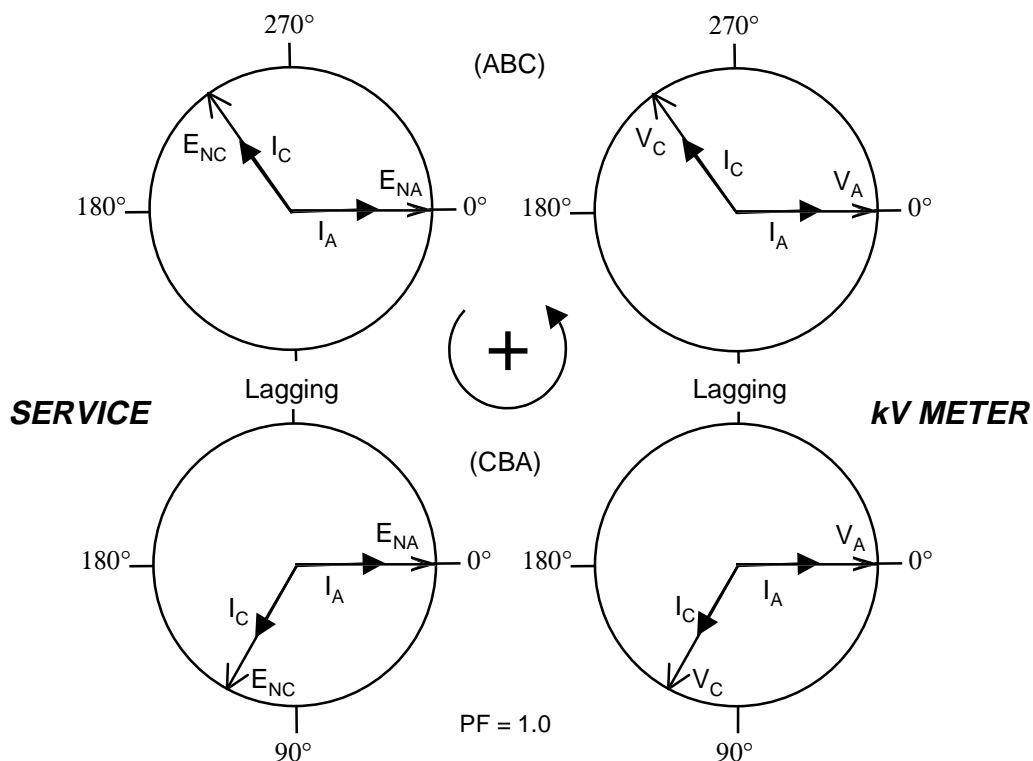 270°
(ABC)
270°
E_NC
I_C
E_NA
180°
0°
I_A
V_C
I_C
V_A
180°
0°
I_A
+
Lagging
Lagging
SERVICE
kV METER
(CBA)
E_NA
180°
0°
I_A
I_C
E_NC
V_A
180°
0°
I_A
I_C
V_C
PF = 1.0
90°
90°